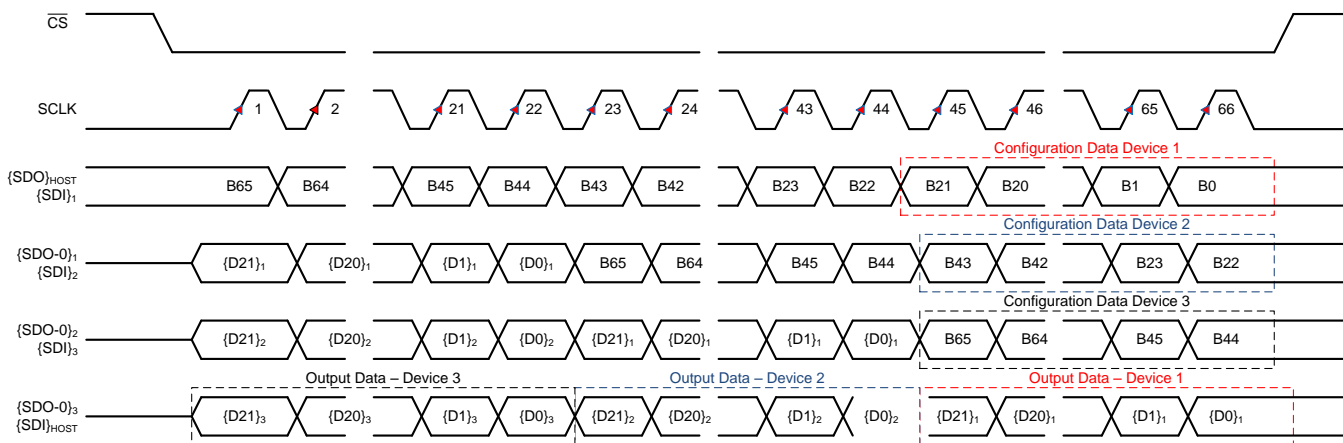 CS
SCLK 1 2 21 22 23 24 43 44 45 46 65 66
Configuration Data Device 1
{SDO}HOST
{SDI}1
B65 B64 B45 B44 B43 B42 B23 B22 B21 B20 B1 B0
Configuration Data Device 2
{SDO-0}1
{SDI}2
{D21}1 {D20}1 {D1}1 {D0}1 B65 B64 B45 B44 B43 B42 B23 B22
Configuration Data Device 3
{SDO-0}2
{SDI}3
{D21}2 {D20}2 {D1}2 {D0}2 {D21}1 {D20}1 {D1}1 {D0}1 B65 B64 B45 B44
Output Data – Device 3 Output Data – Device 2 Output Data – Device 1
{SDO-0}3
{SDI}HOST
{D21}3 {D20}3 {D1}3 {D0}3 {D21}2 {D20}2 {D1}2 {D0}2 {D21}1 {D20}1 {D1}1 {D0}1